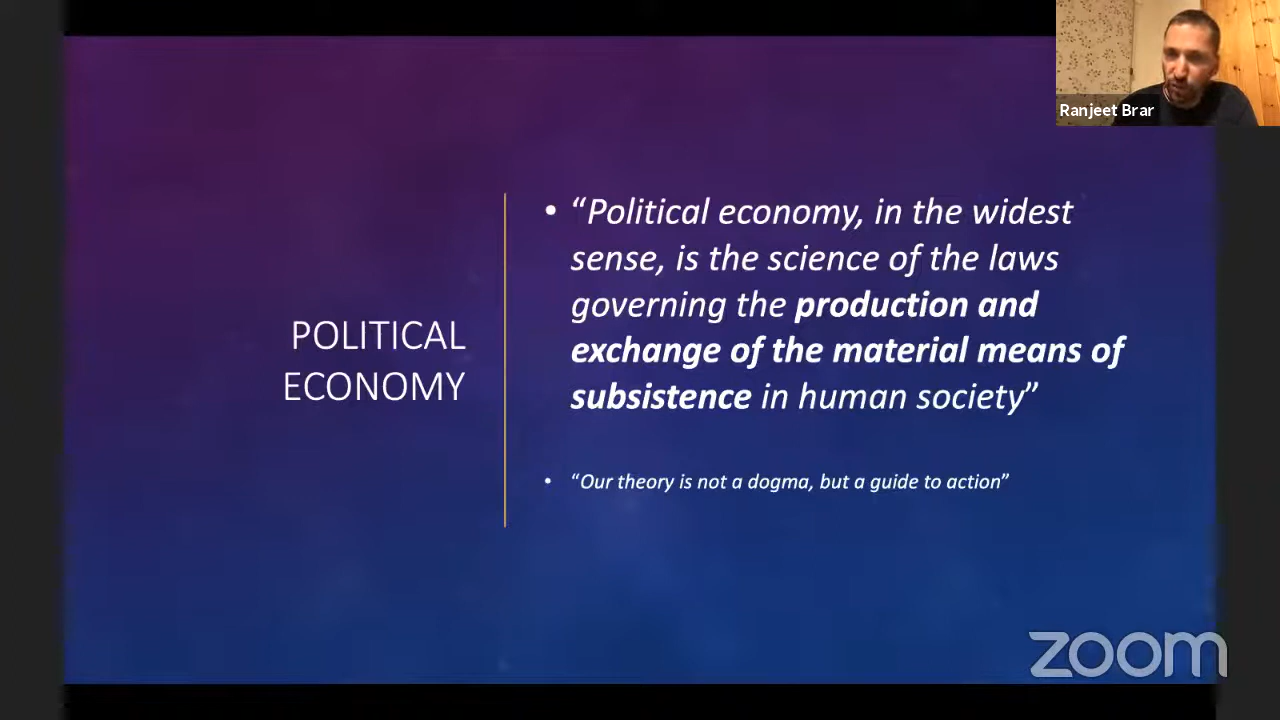 Ranjeet Brar
POLITICAL
ECONOMY
• “Political economy, in the widest
sense, is the science of the laws
governing the production and
exchange of the material means of
subsistence in human society”
• “Our theory is not a dogma, but a guide to action”
zoom